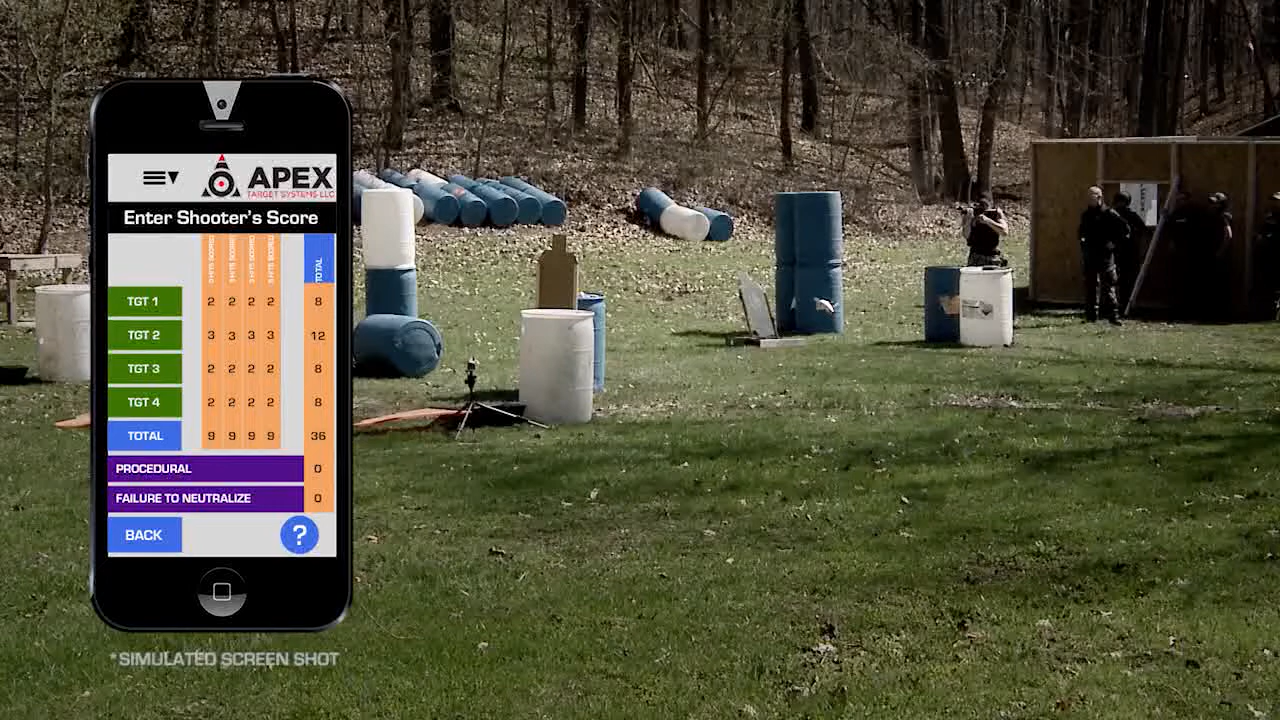 APEX
TARGET SYSTEMS LLC
Enter Shooter's Score
TOTAL
TGT 1 2 2 2 2 8
TGT 2 3 3 3 3 12
TGT 3 2 2 2 2 8
TGT 4 2 2 2 2 8
TOTAL 9 9 9 9 36
PROCEDURAL 0
FAILURE TO NEUTRALIZE 0
BACK ?
*SIMULATED SCREEN SHOT